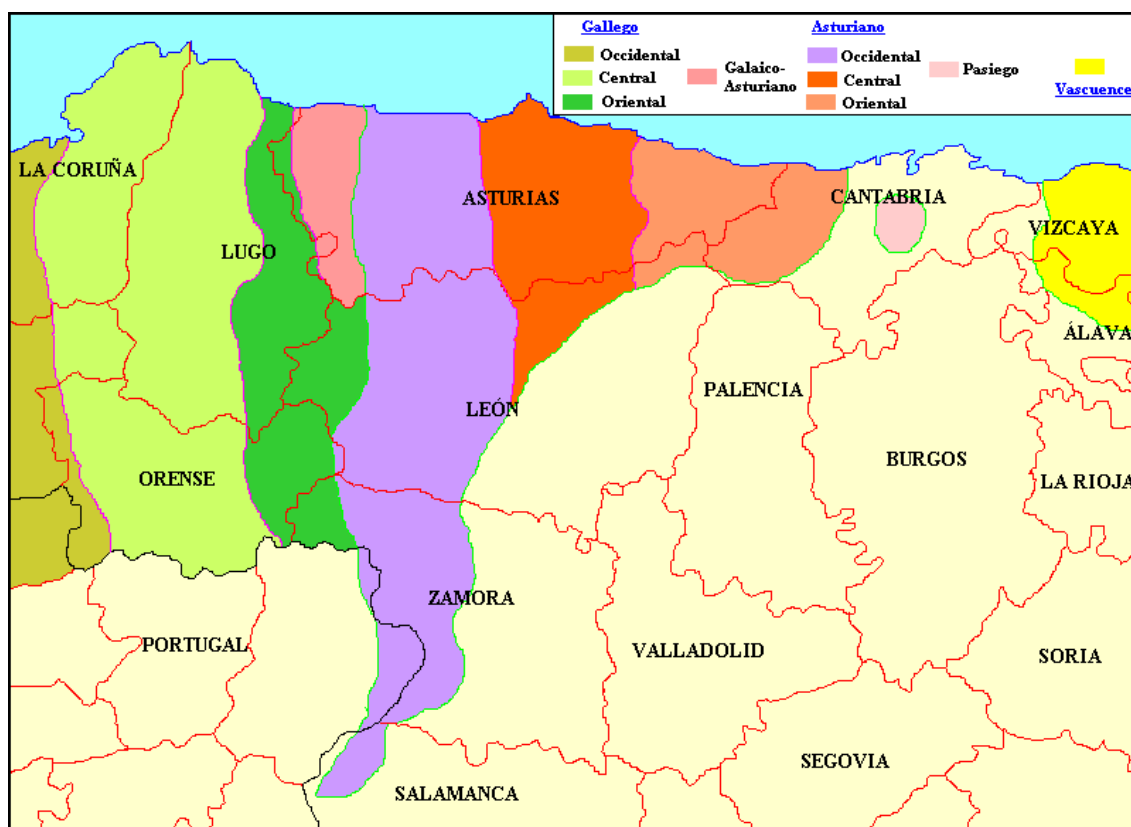 Gallego
Occidental
Central
Oriental
Galaico-
Asturiano
Asturiano
Occidental
Central
Oriental
Pasiego
Vascuence
LA CORUÑA
LUGO
ASTURIAS
CANTABRIA
VIZCAYA
ÁLAVA
LEÓN
PALENCIA
ORENSE
BURGOS
LA RIOJA
ZAMORA
PORTUGAL
VALLADOLID
SORIA
SEGOVIA
SALAMANCA